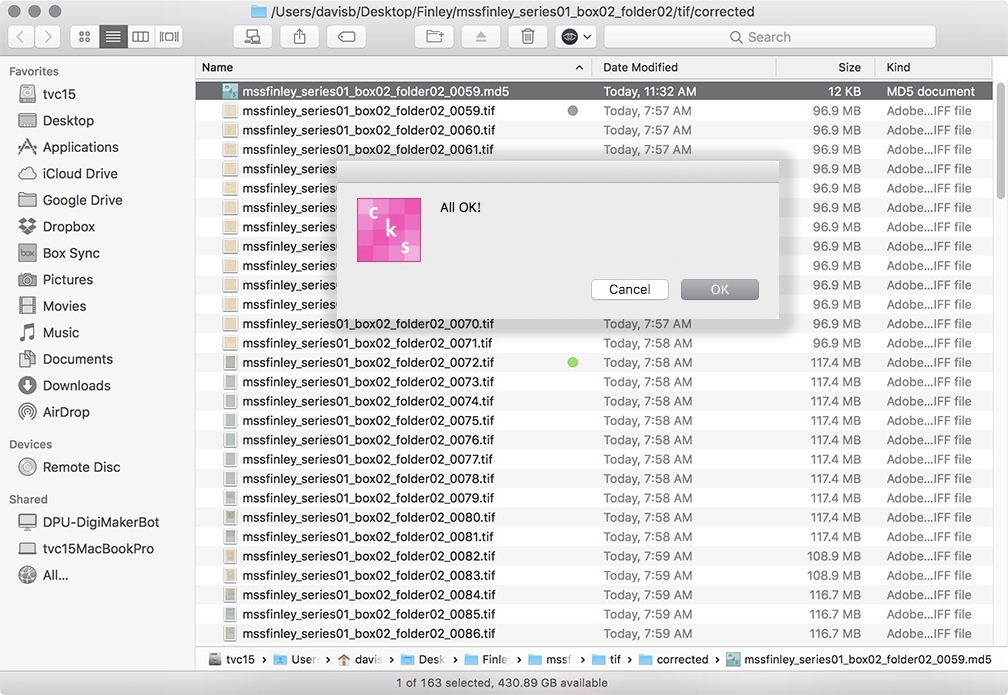 /Users/davisb/Desktop/Finley/mssfinley_series01_box02_folder02/tif/corrected
Search
Favorites
tvc15
Desktop
Applications
iCloud Drive
Google Drive
Dropbox
Box Sync
Pictures
Movies
Music
Documents
Downloads
AirDrop
Devices
Remote Disc
Shared
DPU-DigiMakerBot
tvc15MacBookPro
All...
Name Date Modified Size Kind
mssfinley_series01_box02_folder02_0059.md5 Today, 11:32 AM 12 KB MD5 document
mssfinley_series01_box02_folder02_0059.tif Today, 7:57 AM 96.9 MB Adobe...IFF file
mssfinley_series01_box02_folder02_0060.tif Today, 7:57 AM 96.9 MB Adobe...IFF file
mssfinley_series01_box02_folder02_0061.tif Today, 7:57 AM 96.9 MB Adobe...IFF file
mssfinley_series 96.9 MB Adobe...IFF file
mssfinley_series 96.9 MB Adobe...IFF file
mssfinley_series 96.9 MB Adobe...IFF file
mssfinley_series 96.9 MB Adobe...IFF file
mssfinley_series 96.9 MB Adobe...IFF file
mssfinley_series 96.9 MB Adobe...IFF file
mssfinley_series 96.9 MB Adobe...IFF file
mssfinley_series 96.9 MB Adobe...IFF file
mssfinley_series01_box02_folder02_0070.tif Today, 7:57 AM 96.9 MB Adobe...IFF file
mssfinley_series01_box02_folder02_0071.tif Today, 7:58 AM 96.9 MB Adobe...IFF file
mssfinley_series01_box02_folder02_0072.tif Today, 7:58 AM 117.4 MB Adobe...IFF file
mssfinley_series01_box02_folder02_0073.tif Today, 7:58 AM 117.4 MB Adobe...IFF file
mssfinley_series01_box02_folder02_0074.tif Today, 7:58 AM 117.4 MB Adobe...IFF file
mssfinley_series01_box02_folder02_0075.tif Today, 7:58 AM 117.4 MB Adobe...IFF file
mssfinley_series01_box02_folder02_0076.tif Today, 7:58 AM 117.4 MB Adobe...IFF file
mssfinley_series01_box02_folder02_0077.tif Today, 7:58 AM 117.4 MB Adobe...IFF file
mssfinley_series01_box02_folder02_0078.tif Today, 7:58 AM 117.4 MB Adobe...IFF file
mssfinley_series01_box02_folder02_0079.tif Today, 7:58 AM 117.4 MB Adobe...IFF file
mssfinley_series01_box02_folder02_0080.tif Today, 7:58 AM 117.4 MB Adobe...IFF file
mssfinley_series01_box02_folder02_0081.tif Today, 7:58 AM 117.4 MB Adobe...IFF file
mssfinley_series01_box02_folder02_0082.tif Today, 7:59 AM 108.9 MB Adobe...IFF file
mssfinley_series01_box02_folder02_0083.tif Today, 7:59 AM 108.9 MB Adobe...IFF file
mssfinley_series01_box02_folder02_0084.tif Today, 7:59 AM 116.7 MB Adobe...IFF file
mssfinley_series01_box02_folder02_0085.tif Today, 7:59 AM 116.7 MB Adobe...IFF file
mssfinley_series01_box02_folder02_0086.tif Today, 7:59 AM 116.7 MB Adobe...IFF file
cks
All OK!
Cancel OK
tvc15 › User › davis › Desk › Finle › mssf › tif › corrected › mssfinley_series01_box02_folder02_0059.md5
1 of 163 selected, 430.89 GB available